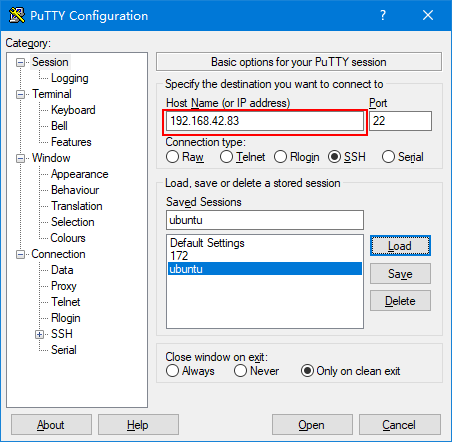 PuTTY Configuration
?
Category:
Session
Logging
Terminal
Keyboard
Bell
Features
Window
Appearance
Behaviour
Translation
Selection
Colours
Connection
Data
Proxy
Telnet
Rlogin
SSH
Serial
Basic options for your PuTTY session
Specify the destination you want to connect to
Host Name (or IP address) Port
192.168.42.83 22
Connection type:
Raw Telnet Rlogin SSH Serial
Load, save or delete a stored session
Saved Sessions
ubuntu
Default Settings
172
ubuntu
Load
Save
Delete
Close window on exit:
Always Never Only on clean exit
About Help Open Cancel